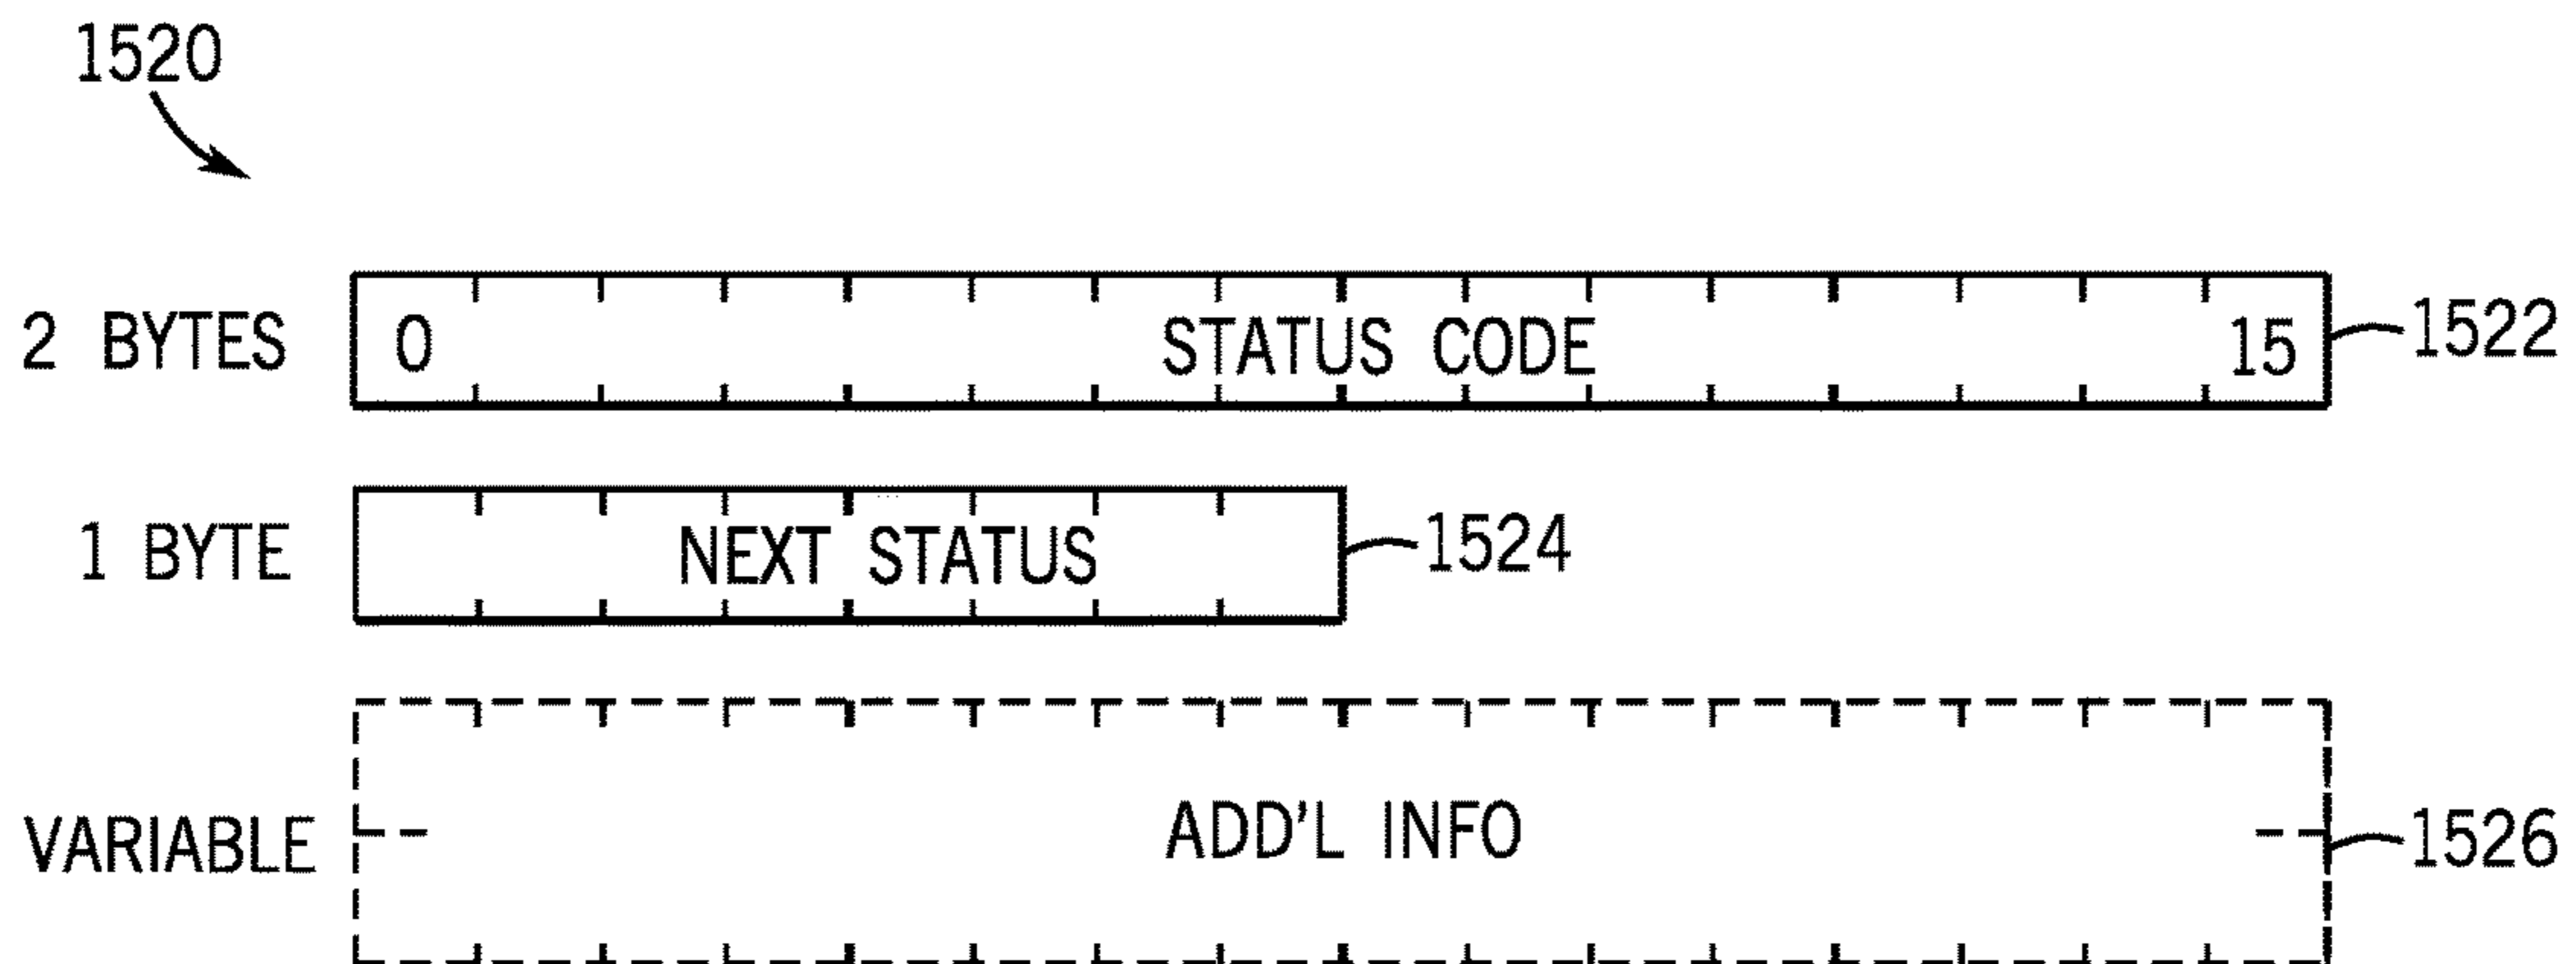 1520
2 BYTES 0 STATUS CODE 15 1522
1 BYTE NEXT STATUS 1524
VARIABLE ADD'L INFO 1526